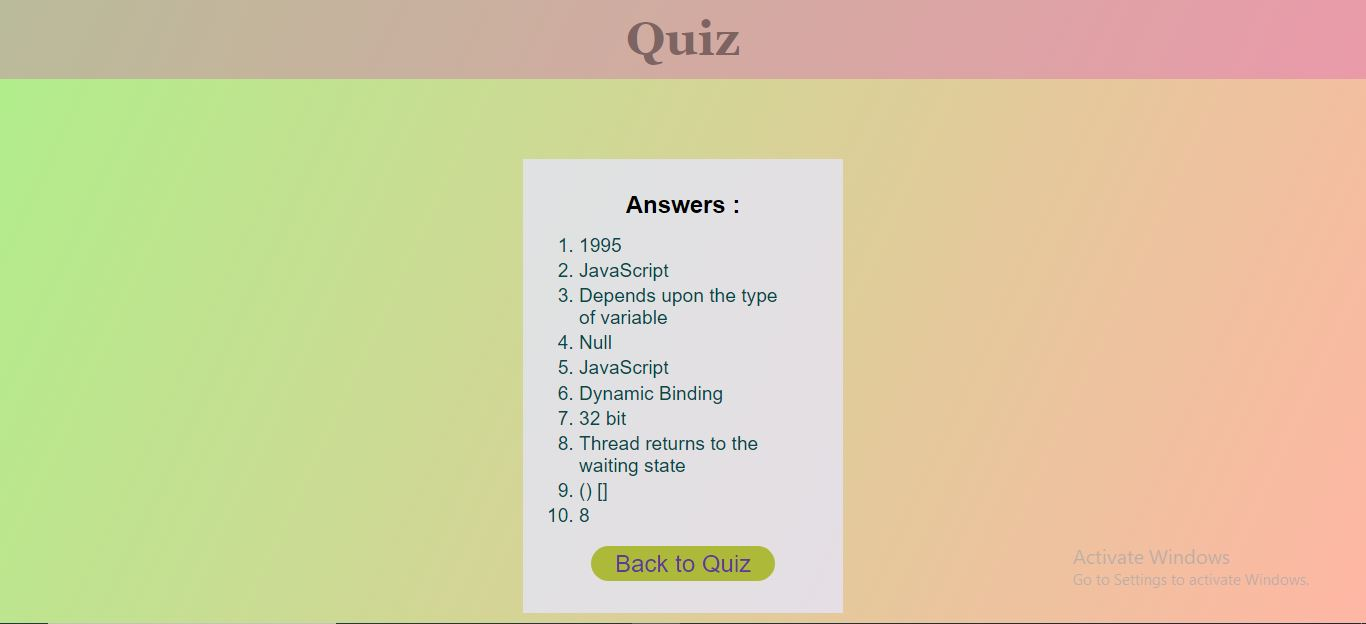 Quiz
Answers :
1. 1995
2. JavaScript
3. Depends upon the type
of variable
4. Null
5. JavaScript
6. Dynamic Binding
7. 32 bit
8. Thread returns to the
waiting state
9. () []
10. 8
Back to Quiz
Activate Windows
Go to Settings to activate Windows.